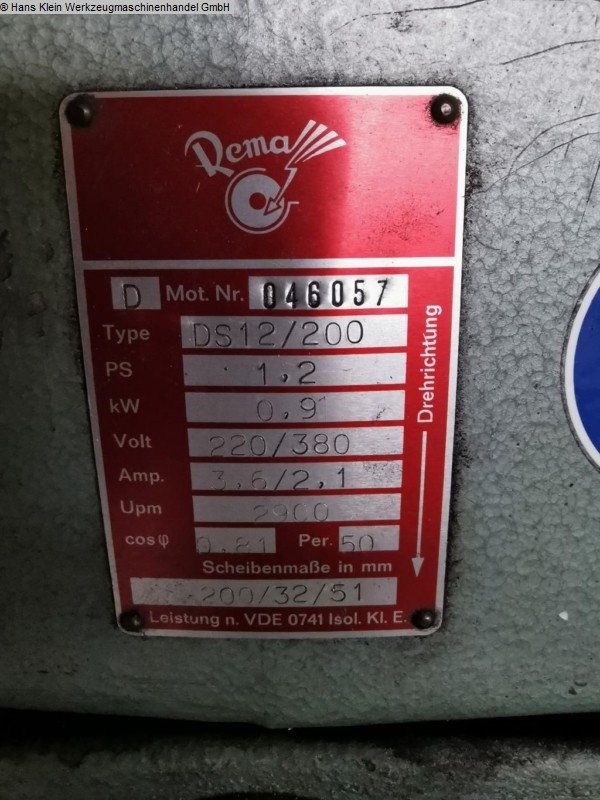 © Hans Klein Werkzeugmaschinenhandel GmbH
Rema
D Mot. Nr. 046057
Type DS12/200
PS 1,2
kW 0,9
Volt 220/380
Amp. 3,6/2,1
Upm 2900
cosφ Per. 50
Scheibenmaße in mm
200/32/51
Leistung n. VDE 0741 Isol. Kl. E.
Drehrichtüng